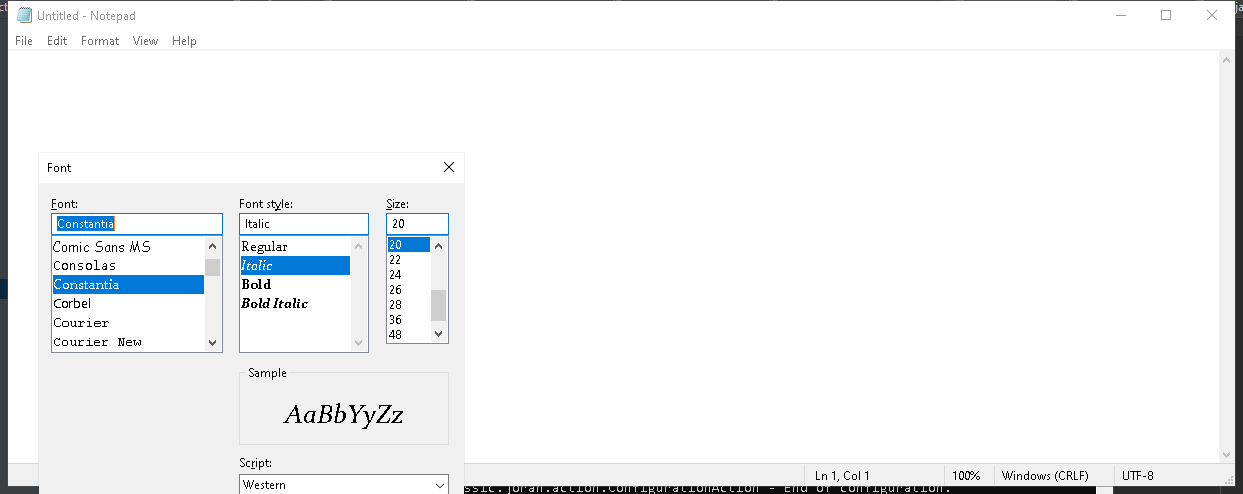 Untitled - Notepad
File Edit Format View Help
Font
Font: Font style: Size:
Constantia Italic 20
Comic Sans MS Regular 20
Consolas Italic 22
Constantia Bold 24
Corbel Bold Italic 26
Courier 28
Courier New 36
48
Sample
AaBbYyZz
Script:
Western
Ln 1, Col 1 100% Windows (CRLF) UTF-8
ssic.joran.action.ConfigurationAction - End of configuration.